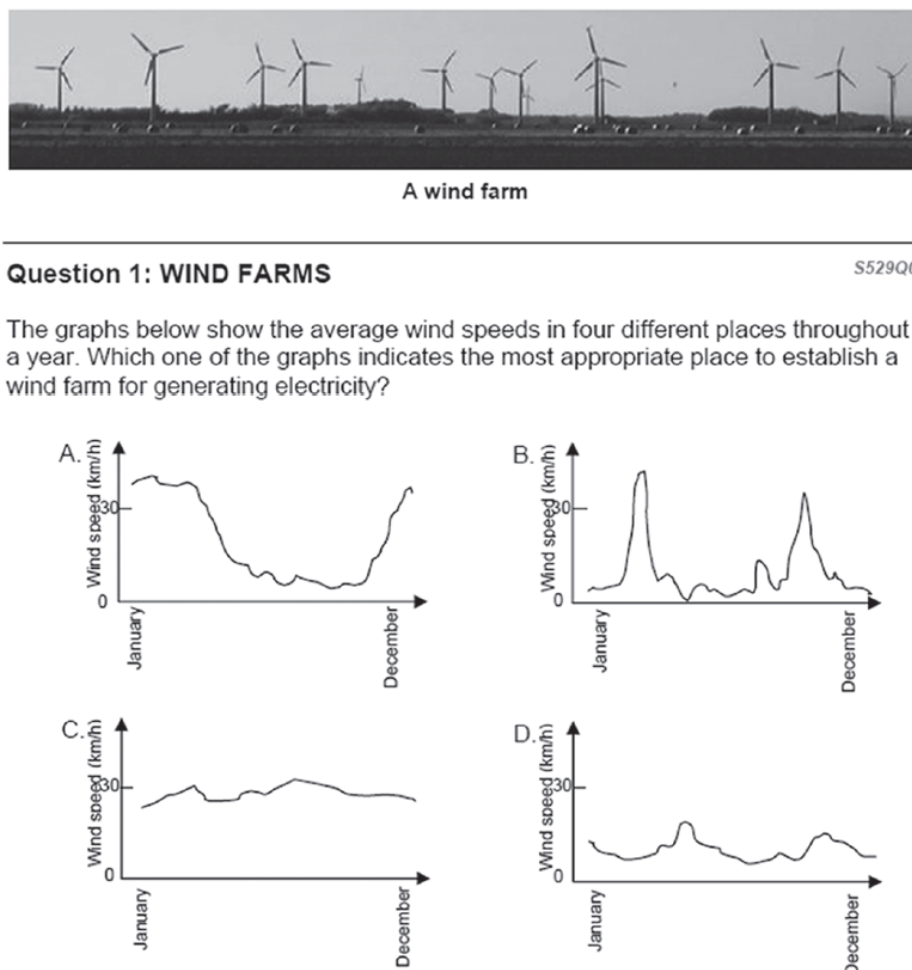 A wind farm
Question 1: WIND FARMS
S529Q0
The graphs below show the average wind speeds in four different places throughout
a year. Which one of the graphs indicates the most appropriate place to establish a
wind farm for generating electricity?
A.
Wind speed (km/h)
30
0
January
December
B.
Wind speed (km/h)
30
0
January
December
C.
Wind speed (km/h)
30
0
January
December
D.
Wind speed (km/h)
30
0
January
December